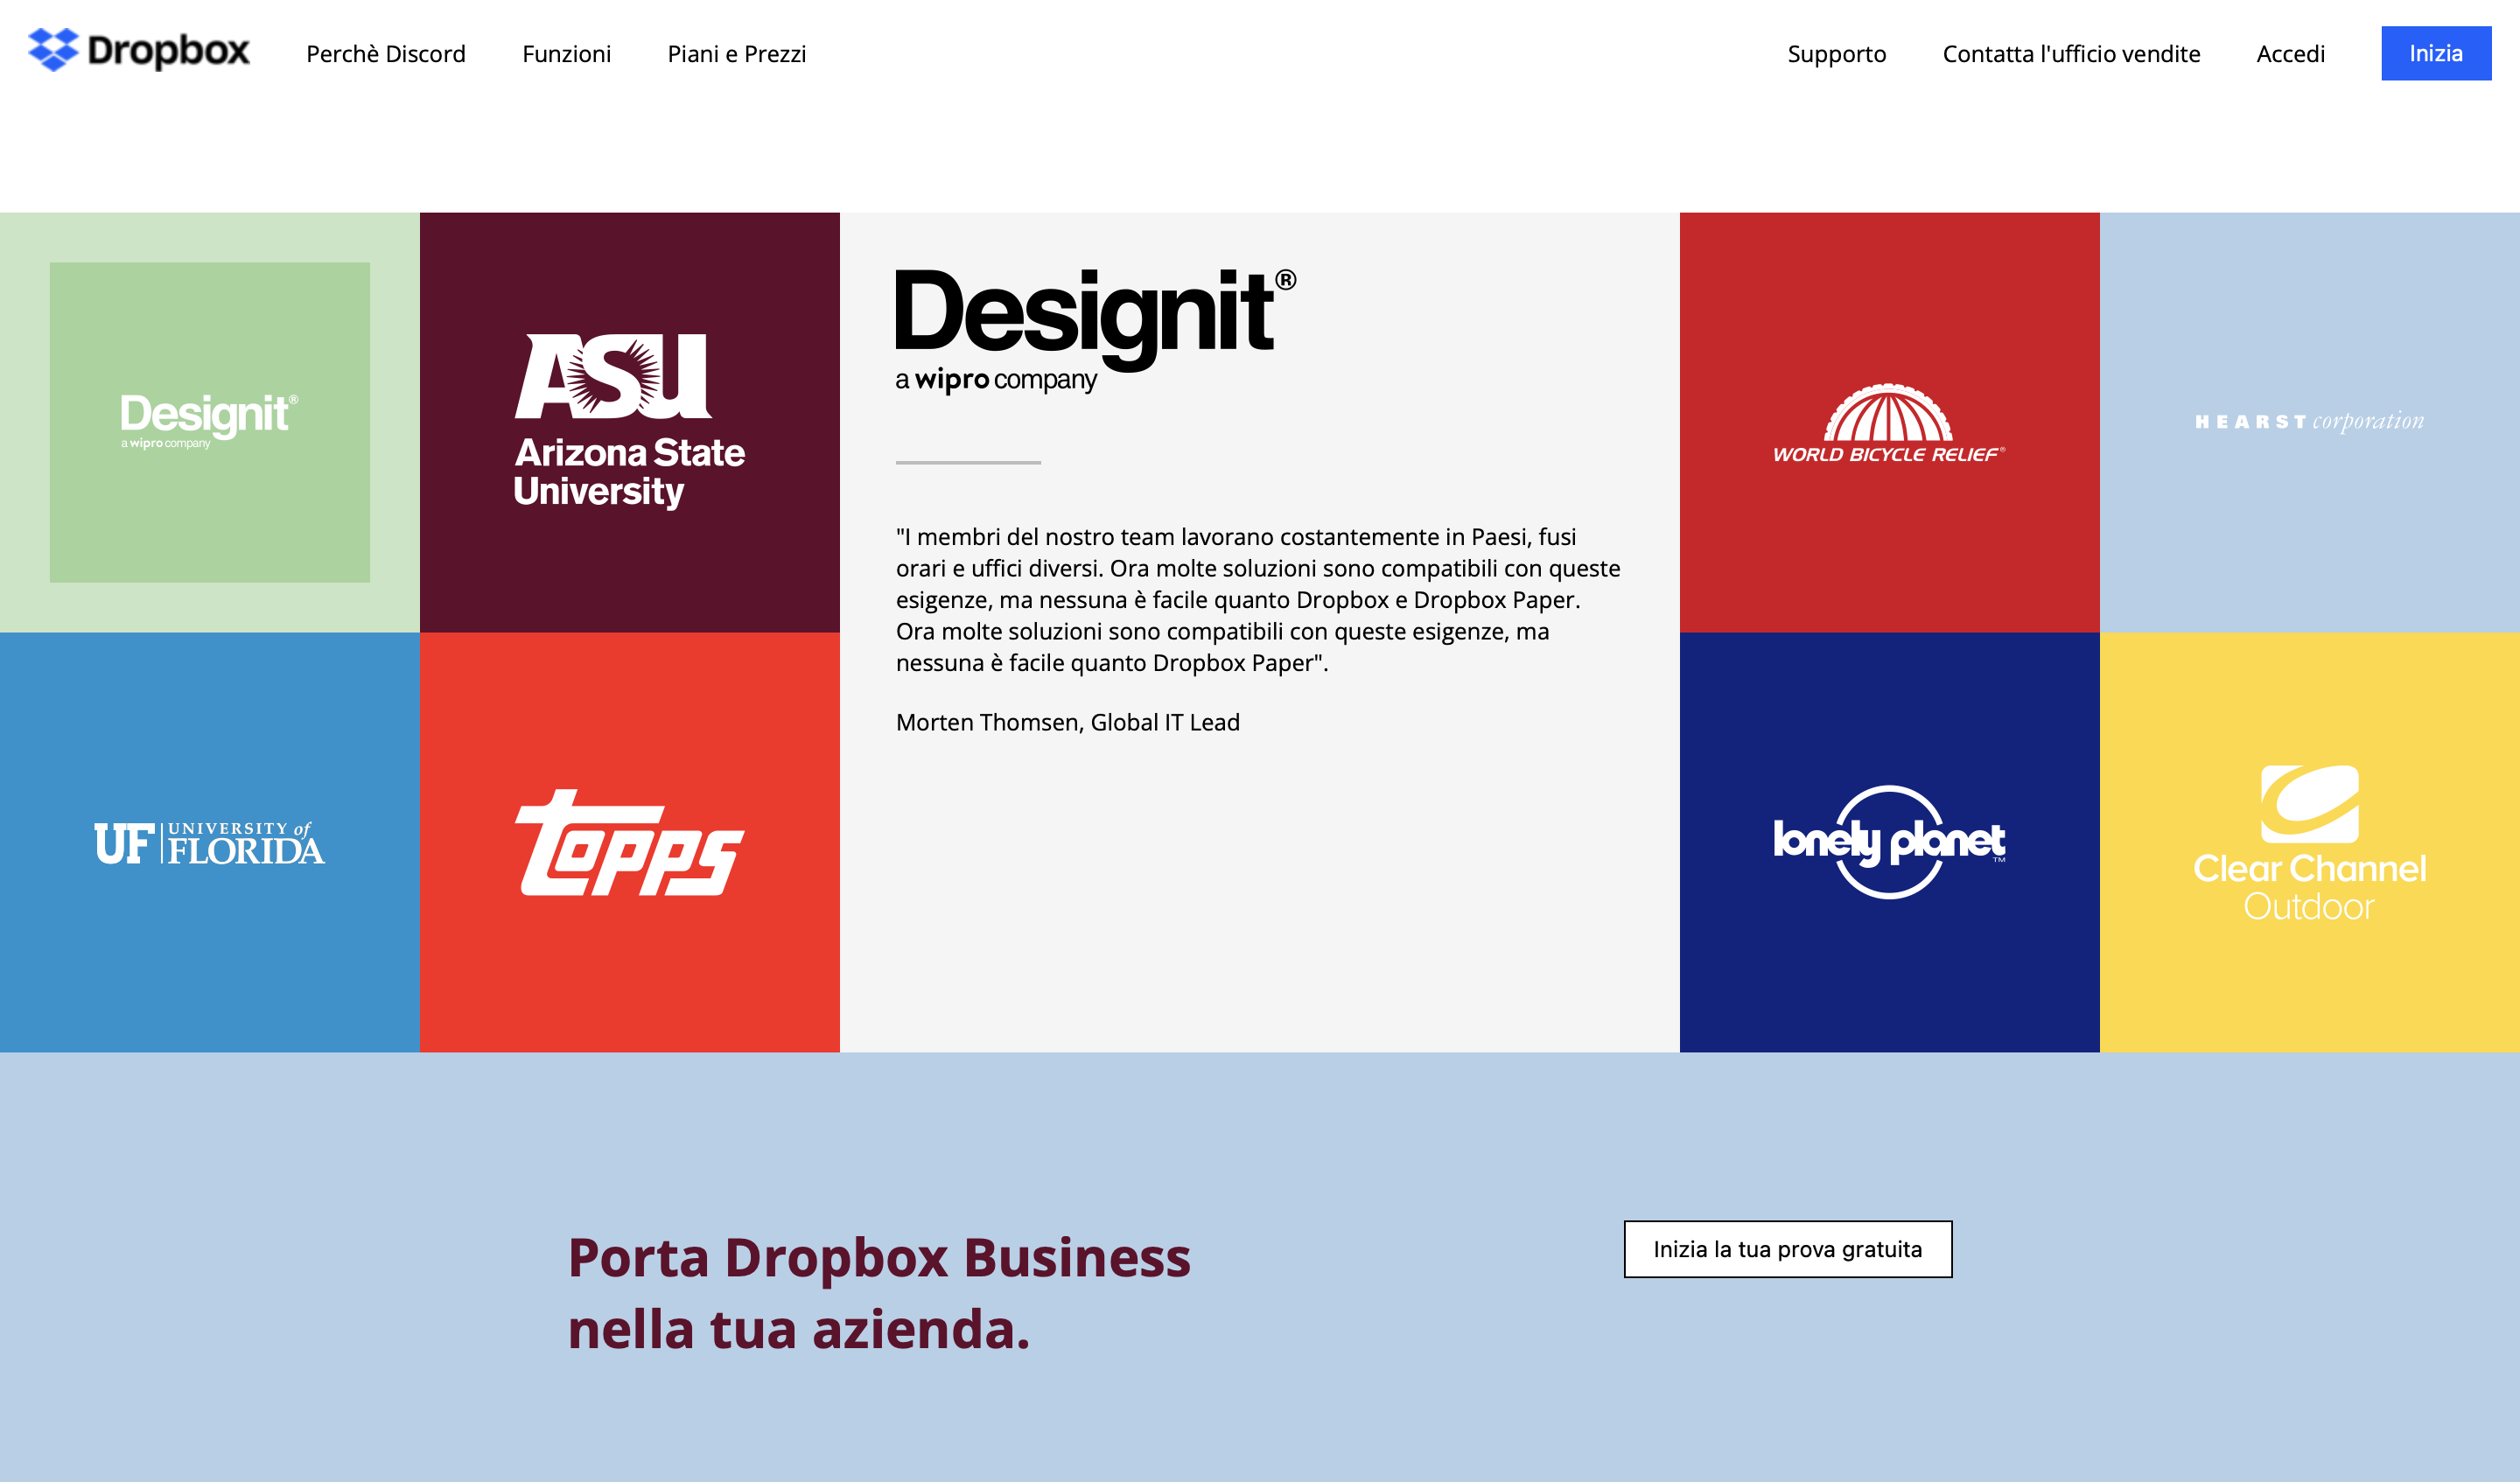 Dropbox
Perchè Discord
Funzioni
Piani e Prezzi
Supporto
Contatta l'ufficio vendite
Accedi
Inizia
Designit®
a wipro company
ASU
Arizona State
University
Designit®
a wipro company
"I membri del nostro team lavorano costantemente in Paesi, fusi
orari e uffici diversi. Ora molte soluzioni sono compatibili con queste
esigenze, ma nessuna è facile quanto Dropbox e Dropbox Paper.
Ora molte soluzioni sono compatibili con queste esigenze, ma
nessuna è facile quanto Dropbox Paper".
Morten Thomsen, Global IT Lead
WORLD BICYCLE RELIEF®
HEARST corporation
UF UNIVERSITY of
FLORIDA
topps
lonely planet™
Clear Channel
Outdoor
Porta Dropbox Business
nella tua azienda.
Inizia la tua prova gratuita